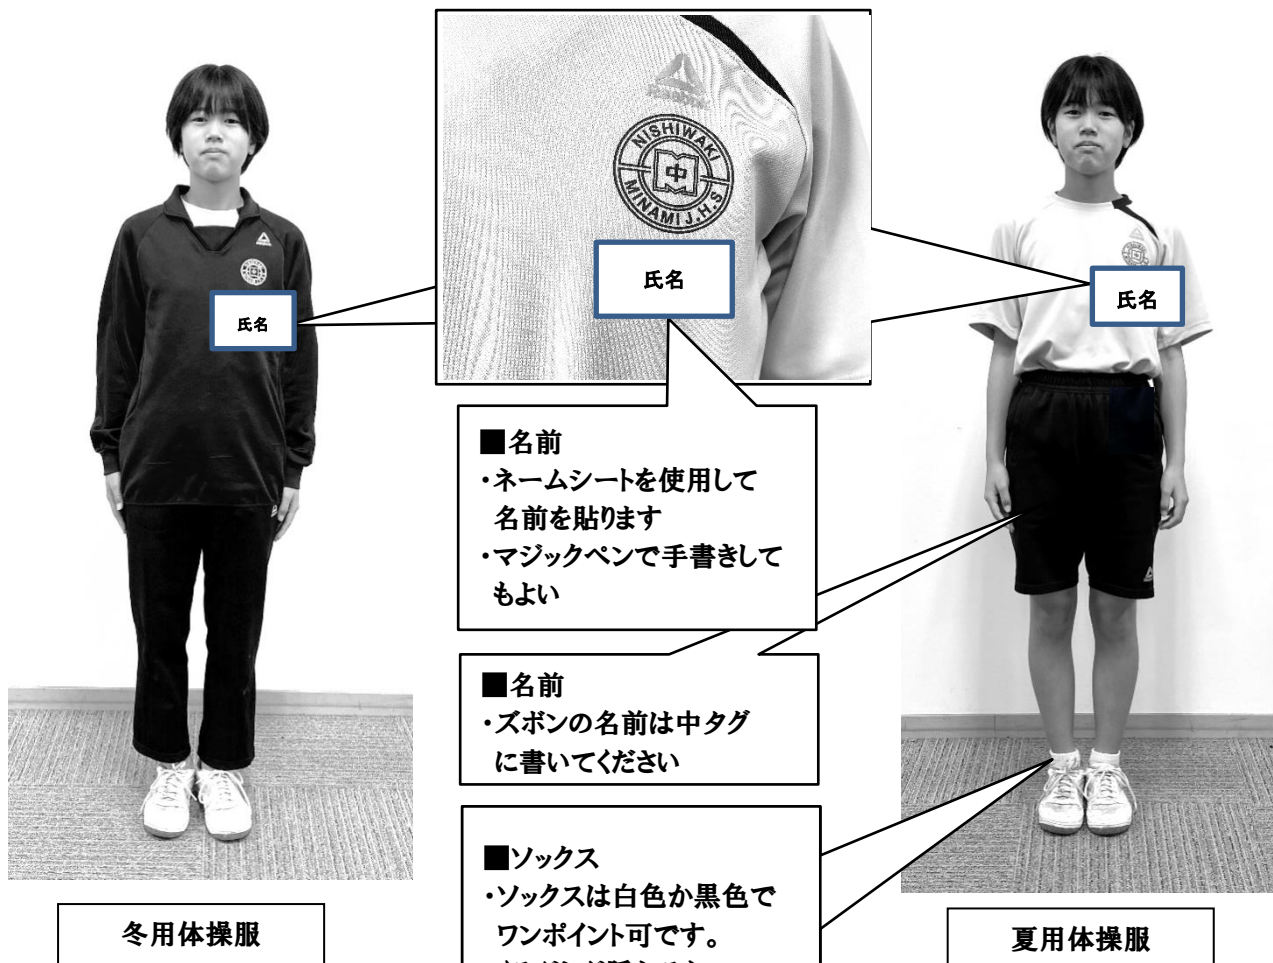 Reebok
NISHIWAKI
中
MINAMI J.H.S
氏名
氏名
氏名
■名前
・ネームシートを使用して
名前を貼ります
・マジックペンで手書きして
もよい
■名前
・ズボンの名前は中タグ
に書いてください
■ソックス
・ソックスは白色か黒色で
ワンポイント可です。
冬用体操服
夏用体操服